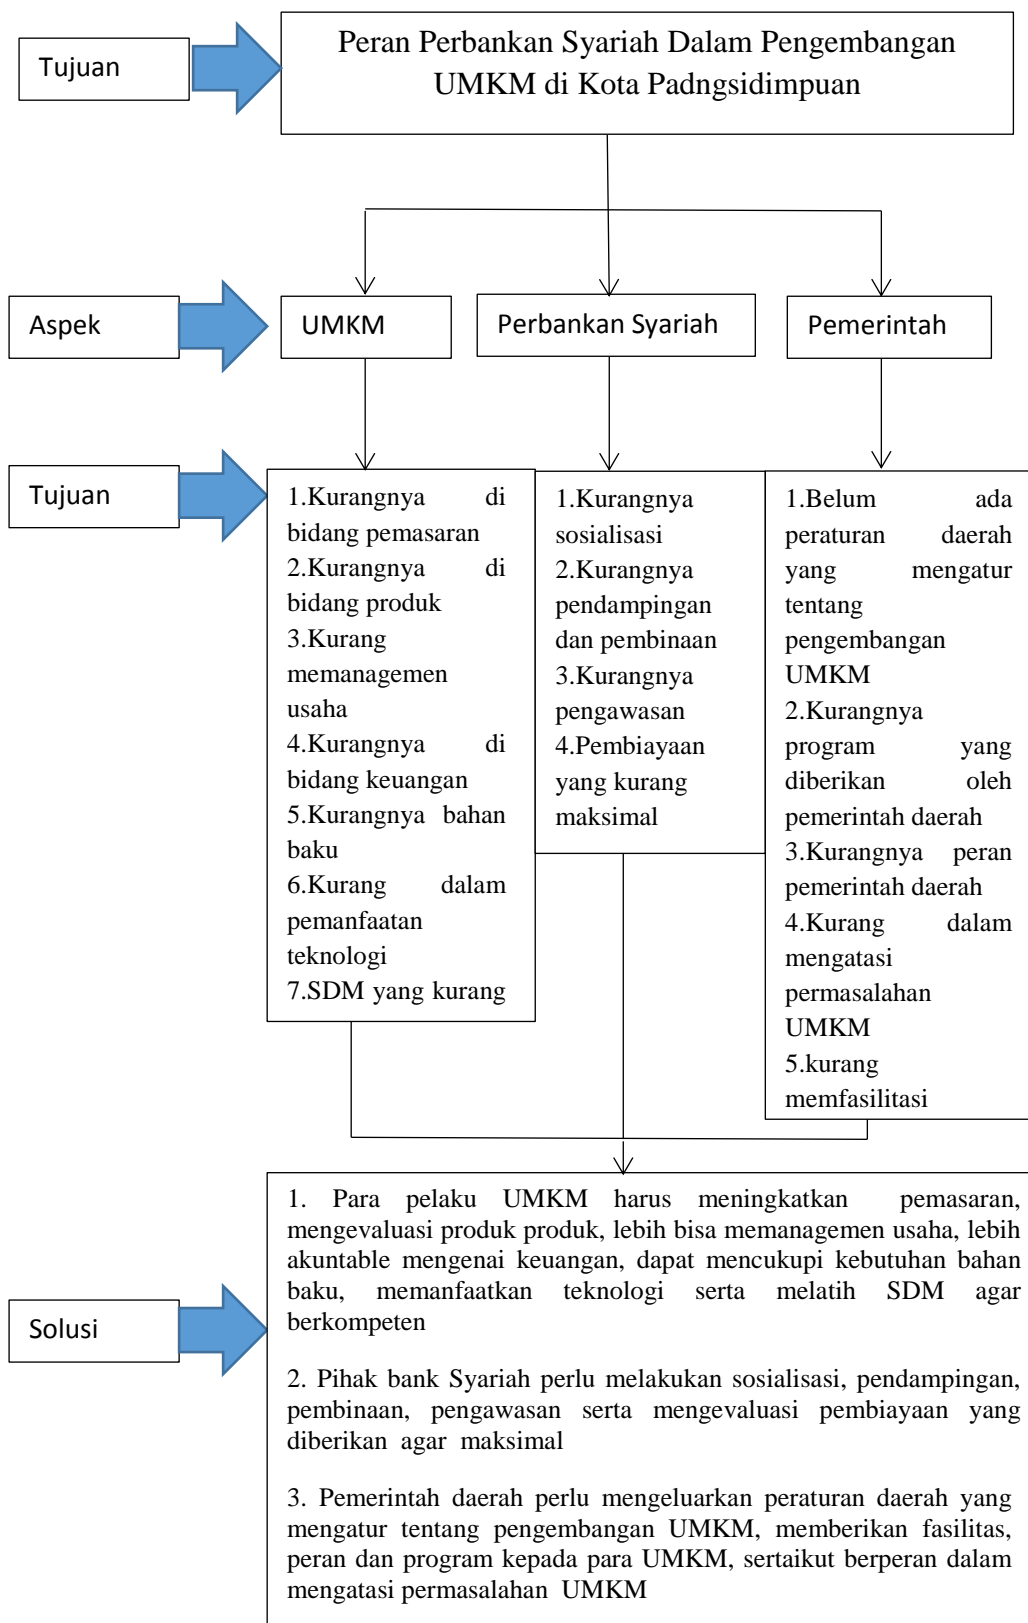 Tujuan
Peran Perbankan Syariah Dalam Pengembangan
UMKM di Kota Padngsidimpuan
Aspek
UMKM
Perbankan Syariah
Pemerintah
Tujuan
1.Kurangnya di
bidang pemasaran
2.Kurangnya di
bidang produk
3.Kurang
memanagemen
usaha
4.Kurangnya di
bidang keuangan
5.Kurangnya bahan
baku
6.Kurang dalam
pemanfaatan
teknologi
7.SDM yang kurang
1.Kurangnya
sosialisasi
2.Kurangnya
pendampingan
dan pembinaan
3.Kurangnya
pengawasan
4.Pembiayaan
yang kurang
maksimal
1.Belum ada
peraturan daerah
yang mengatur
tentang
pengembangan
UMKM
2.Kurangnya
program yang
diberikan oleh
pemerintah daerah
3.Kurangnya peran
pemerintah daerah
4.Kurang dalam
mengatasi
permasalahan
UMKM
5.kurang
memfasilitasi
Solusi
1. Para pelaku UMKM harus meningkatkan pemasaran,
mengevaluasi produk produk, lebih bisa memanagemen usaha, lebih
akuntable mengenai keuangan, dapat mencukupi kebutuhan bahan
baku, memanfaatkan teknologi serta melatih SDM agar
berkompeten
2. Pihak bank Syariah perlu melakukan sosialisasi, pendampingan,
pembinaan, pengawasan serta mengevaluasi pembiayaan yang
diberikan agar maksimal
3. Pemerintah daerah perlu mengeluarkan peraturan daerah yang
mengatur tentang pengembangan UMKM, memberikan fasilitas,
peran dan program kepada para UMKM, sertaikut berperan dalam
mengatasi permasalahan UMKM